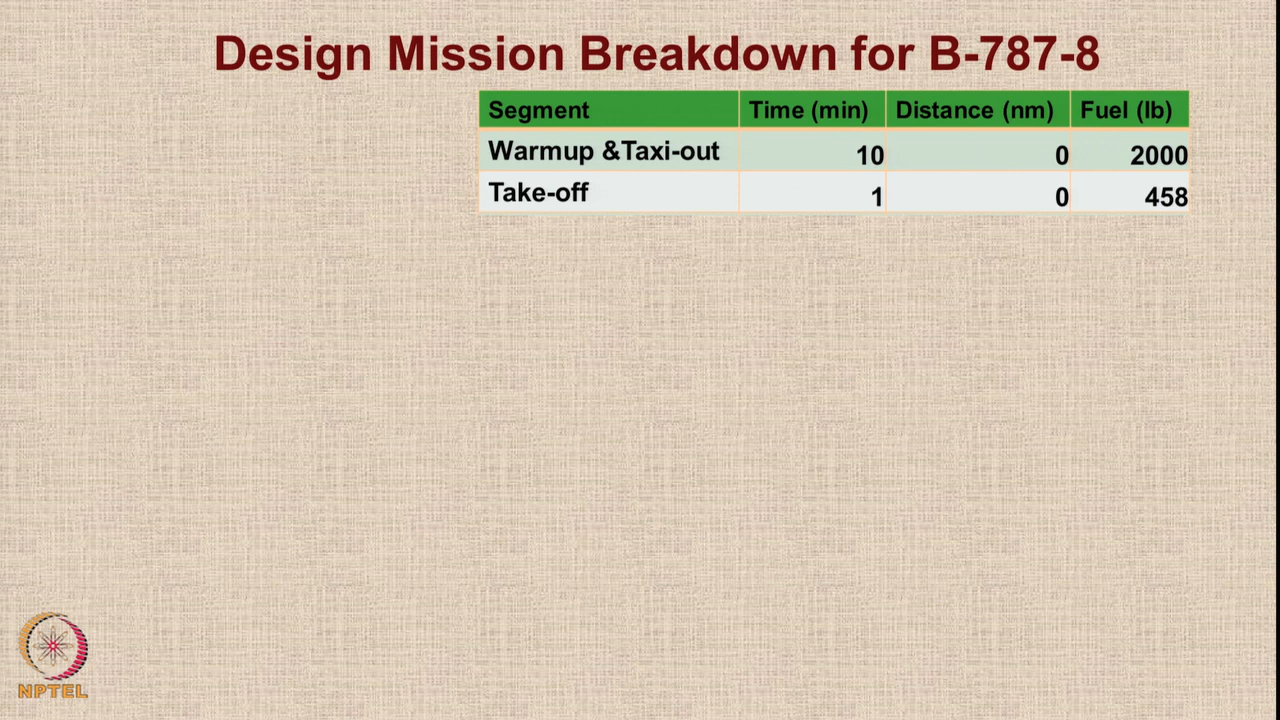 Design Mission Breakdown for B-787-8
Segment Time (min) Distance (nm) Fuel (lb)
Warmup &Taxi-out 10 0 2000
Take-off 1 0 458
NPTEL